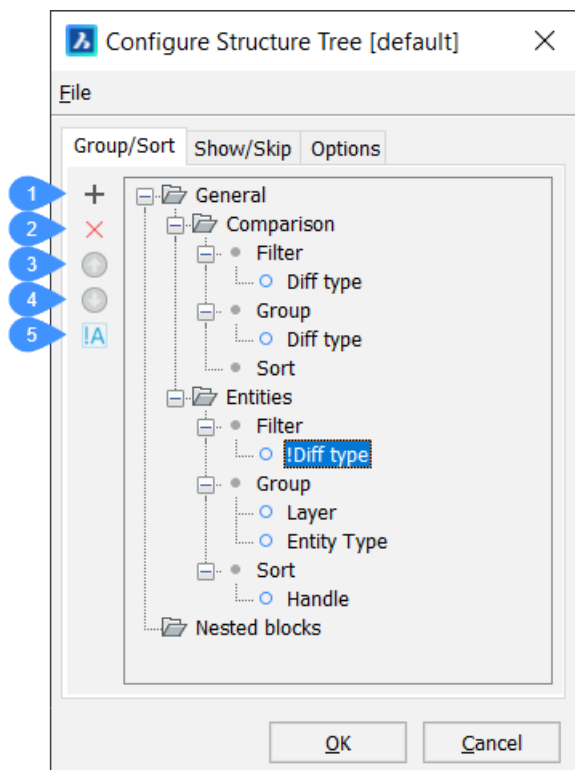 Configure Structure Tree [default]
File
Group/Sort Show/Skip Options
1
General
2
Comparison
Filter
3
Diff type
4
Group
5
!A
Diff type
Sort
Entities
Filter
!Diff type
Group
Layer
Entity Type
Sort
Handle
Nested blocks
OK Cancel